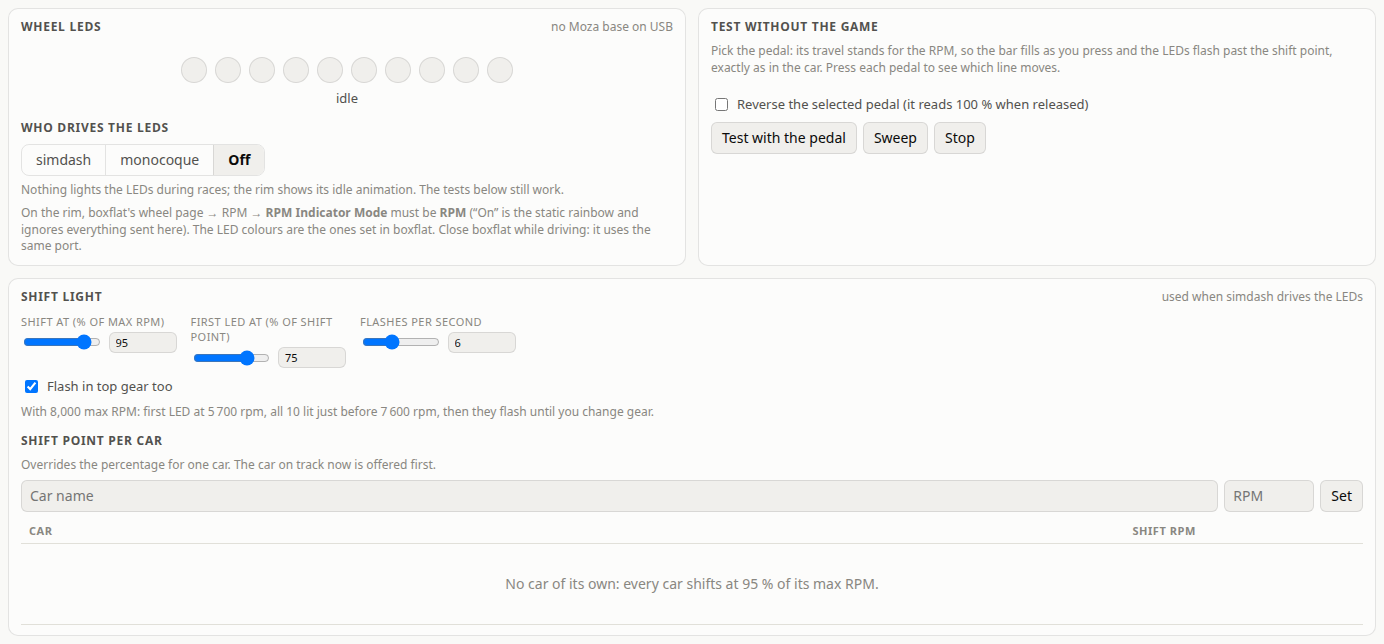 WHEEL LEDS
no Moza base on USB
idle
WHO DRIVES THE LEDS
simdash
monocoque
Off
Nothing lights the LEDs during races; the rim shows its idle animation. The tests below still work.
On the rim, boxflat's wheel page → RPM → RPM Indicator Mode must be RPM (“On” is the static rainbow and
ignores everything sent here). The LED colours are the ones set in boxflat. Close boxflat while driving: it uses the
same port.
TEST WITHOUT THE GAME
Pick the pedal: its travel stands for the RPM, so the bar fills as you press and the LEDs flash past the shift point,
exactly as in the car. Press each pedal to see which line moves.
Reverse the selected pedal (it reads 100 % when released)
Test with the pedal
Sweep
Stop
SHIFT LIGHT
used when simdash drives the LEDs
SHIFT AT (% OF MAX RPM)
95
FIRST LED AT (% OF SHIFT
POINT)
75
FLASHES PER SECOND
6
Flash in top gear too
With 8,000 max RPM: first LED at 5 700 rpm, all 10 lit just before 7 600 rpm, then they flash until you change gear.
SHIFT POINT PER CAR
Overrides the percentage for one car. The car on track now is offered first.
Car name
RPM
Set
CAR
SHIFT RPM
No car of its own: every car shifts at 95 % of its max RPM.